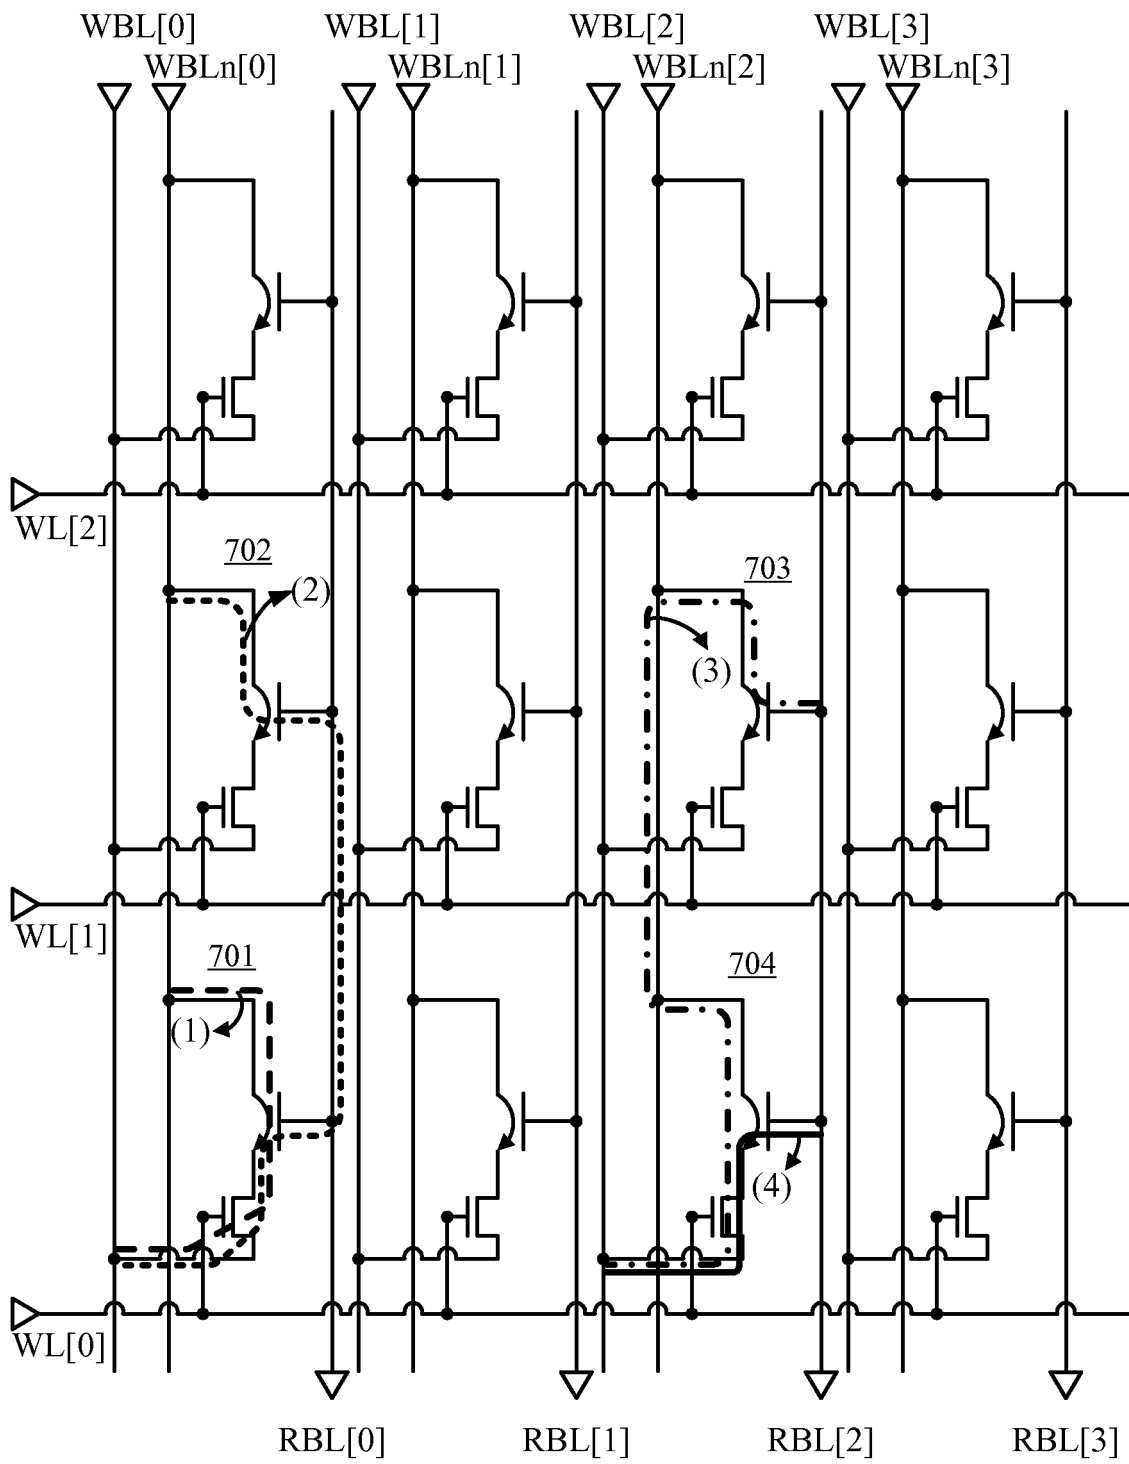 WBL[0] WBL[1] WBL[2] WBL[3]
WBLn[0] WBLn[1] WBLn[2] WBLn[3]
WL[2]
702
703
(2)
(3)
WL[1]
701
704
(1)
(4)
WL[0]
RBL[0] RBL[1] RBL[2] RBL[3]